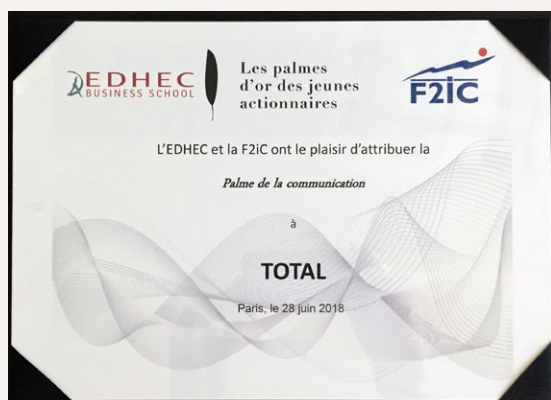 EDHEC
BUSINESS SCHOOL
Les palmes
d'or des jeunes
actionnaires
F2iC
L'EDHEC et la F2iC ont le plaisir d'attribuer la
Palme de la communication
à
TOTAL
Paris, le 28 juin 2018